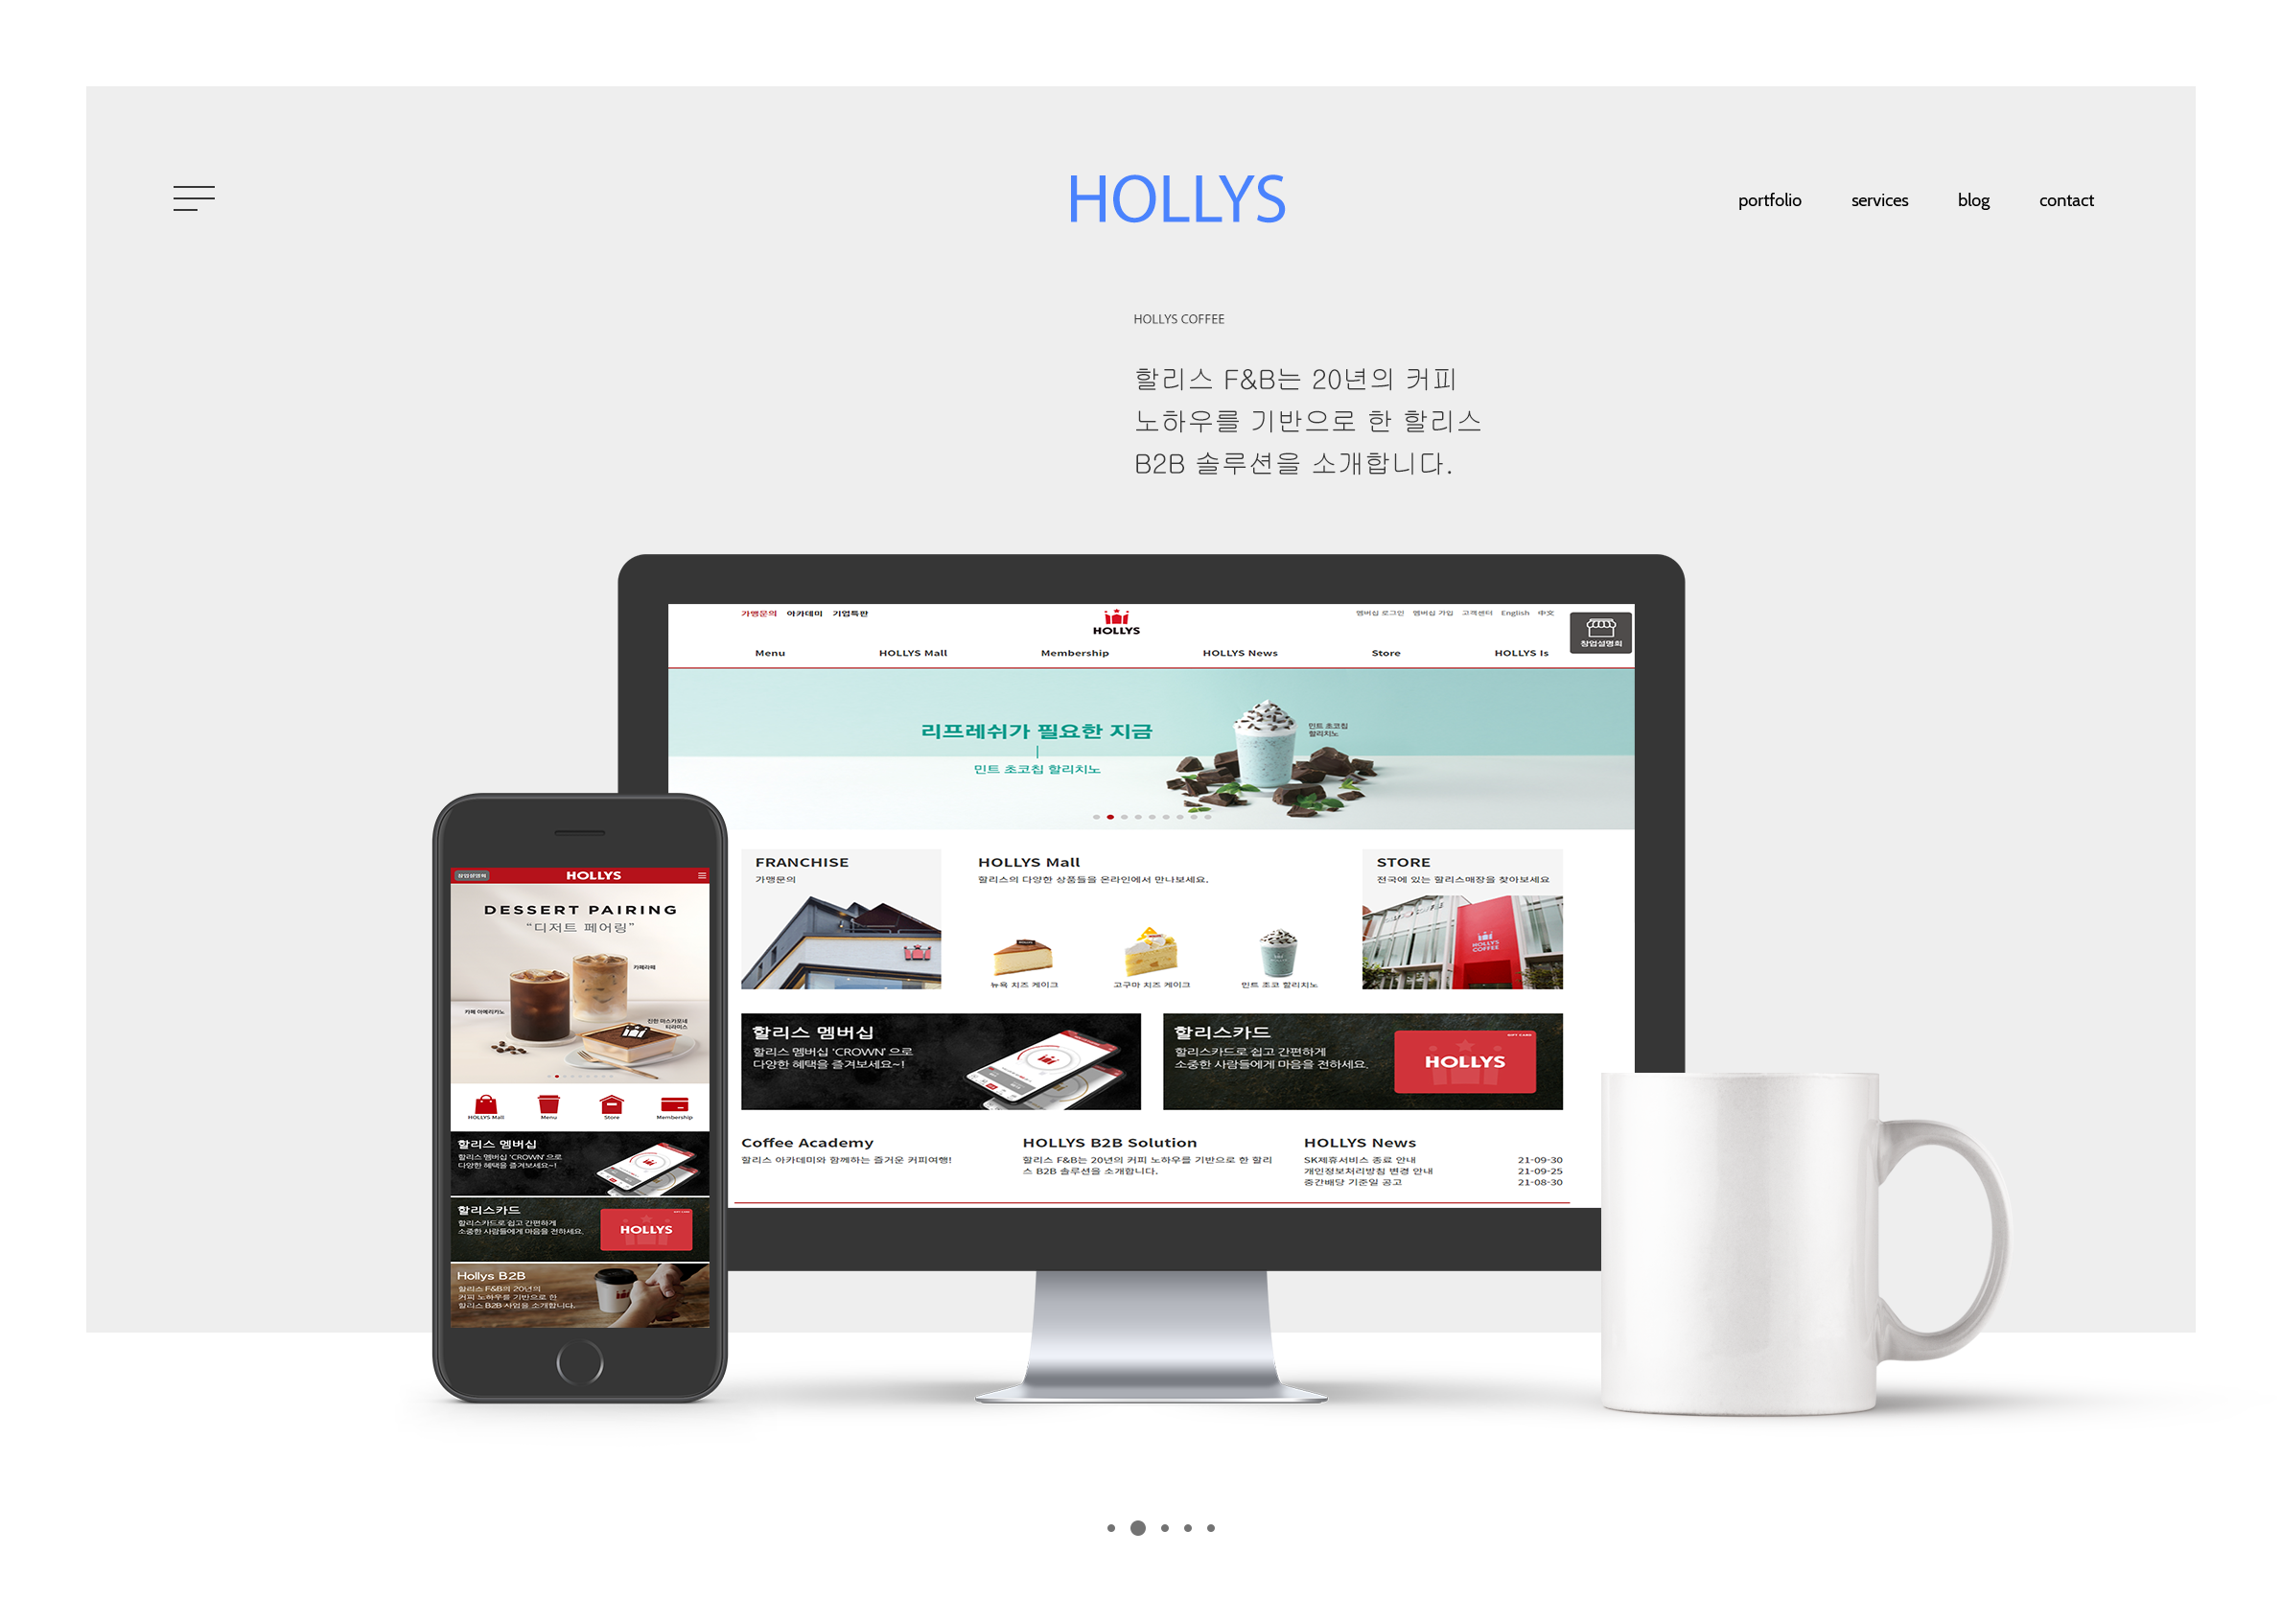 HOLLYS
portfolio
services
blog
contact
HOLLYS COFFEE
할리스 F&B는 20년의 커피
노하우를 기반으로 한 할리스
B2B 솔루션을 소개합니다.
가맹문의 아카데미 기업특판
HOLLYS
멤버십 로그인 멤버십 가입 고객센터 English 中文
창업설명회
Menu
HOLLYS Mall
Membership
HOLLYS News
Store
HOLLYS Is
리프레쉬가 필요한 지금
민트 초코칩 할리치노
민트 초코칩
할리치노
FRANCHISE
가맹문의
HOLLYS Mall
할리스의 다양한 상품들을 온라인에서 만나보세요.
뉴욕 치즈 케이크
고구마 치즈 케이크
민트 초코 할리치노
STORE
전국에 있는 할리스매장을 찾아보세요
HOLLYS
COFFEE
할리스 멤버십
할리스 멤버십 'CROWN' 으로
다양한 혜택을 즐겨보세요~!
할리스카드
할리스카드로 쉽고 간편하게
소중한 사람들에게 마음을 전하세요.
GIFT CARD
HOLLYS
Coffee Academy
할리스 아카데미와 함께하는 즐거운 커피여행!
HOLLYS B2B Solution
할리스 F&B는 20년의 커피 노하우를 기반으로 한 할리
스 B2B 솔루션을 소개합니다.
HOLLYS News
SK제휴서비스 종료 안내 21-09-30
개인정보처리방침 변경 안내 21-09-25
중간배당 기준일 공고 21-08-30
창업설명회
HOLLYS
DESSERT PAIRING
“디저트 페어링”
카페라떼
카페 아메리카노
진한 마스카포네
티라미스
HOLLYS Mall
Menu
Store
Membership
할리스 멤버십
할리스 멤버십 'CROWN' 으로
다양한 혜택을 즐겨보세요~!
할리스카드
할리스카드로 쉽고 간편하게
소중한 사람들에게 마음을 전하세요.
HOLLYS
Hollys B2B
할리스 F&B의 20년의
커피 노하우를 기반으로 한
할리스 B2B 사업을 소개합니다.